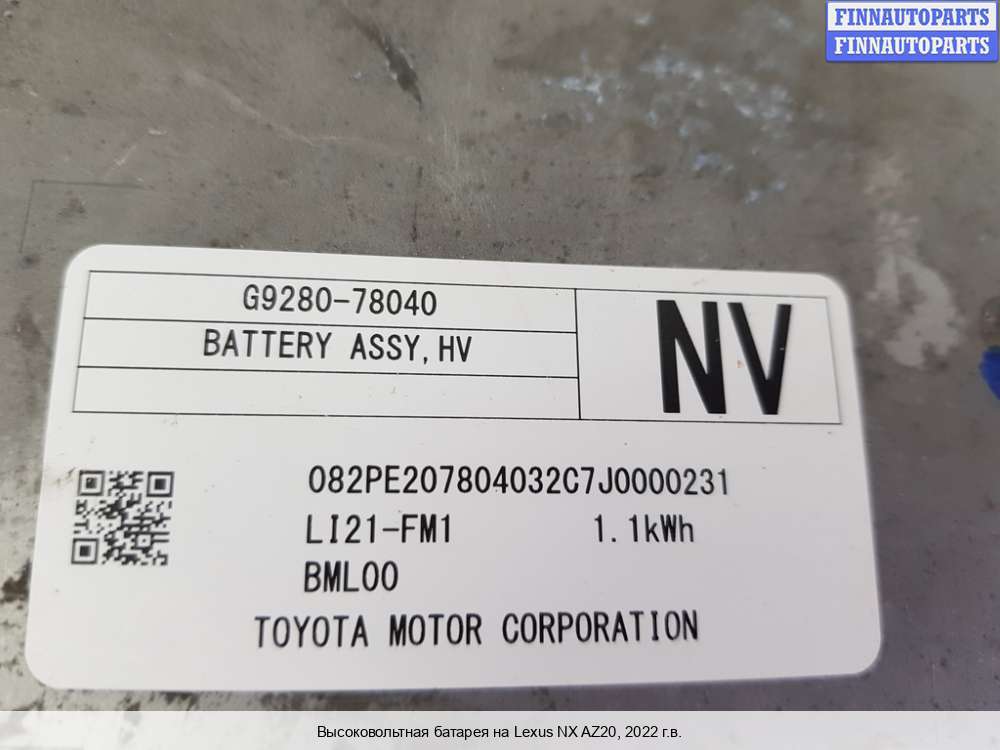 FINNAUTOPARTS
FINNAUTOPARTS
G9280-78040
BATTERY ASSY, HV
NV
082PE207804032C7J0000231
LI21-FM1 1.1kWh
BML00
TOYOTA MOTOR CORPORATION
Высоковольтная батарея на Lexus NX AZ20, 2022 г.в.